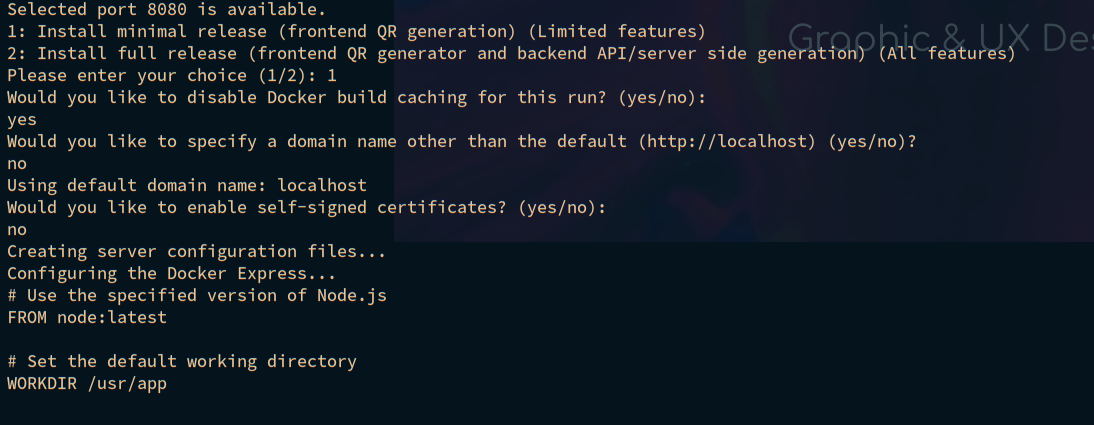 Selected port 8080 is available.
1: Install minimal release (frontend QR generation) (Limited features)
2: Install full release (frontend QR generator and backend API/server side generation) (All features)
Please enter your choice (1/2): 1
Would you like to disable Docker build caching for this run? (yes/no):
yes
Would you like to specify a domain name other than the default (http://localhost) (yes/no)?
no
Using default domain name: localhost
Would you like to enable self-signed certificates? (yes/no):
no
Creating server configuration files...
Configuring the Docker Express...
# Use the specified version of Node.js
FROM node:latest
# Set the default working directory
WORKDIR /usr/app
Graphic & UX Des